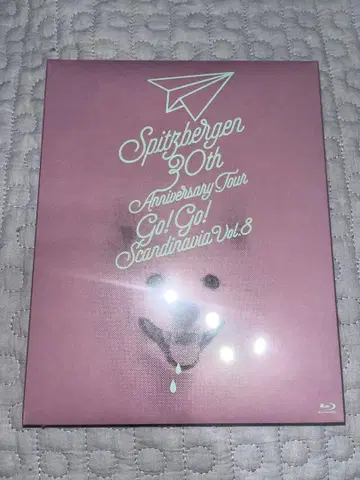 Spitzbergen
30th
Anniversary Tour
Go! Go!
Scandinavia Vol.8